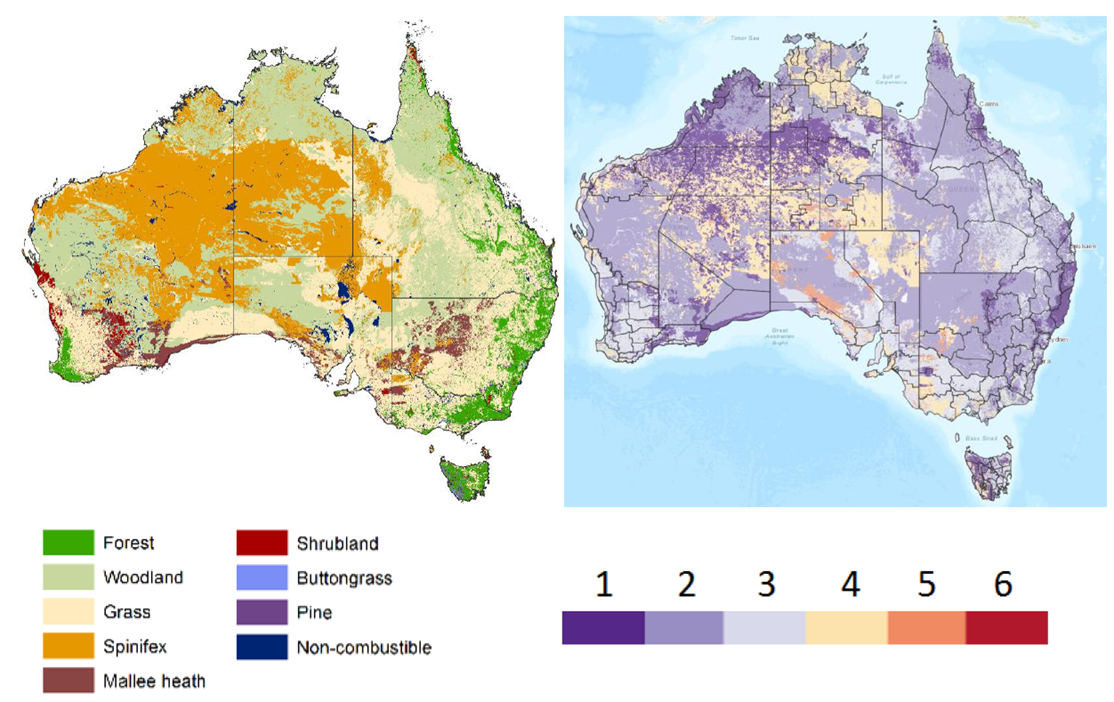 Timor Sea
Gulf of
Carpentaria
Cairns
Great
Australian
Bight
Bass Strait
Forest
Woodland
Grass
Spinifex
Mallee heath
Shrubland
Buttongrass
Pine
Non-combustible
1 2 3 4 5 6